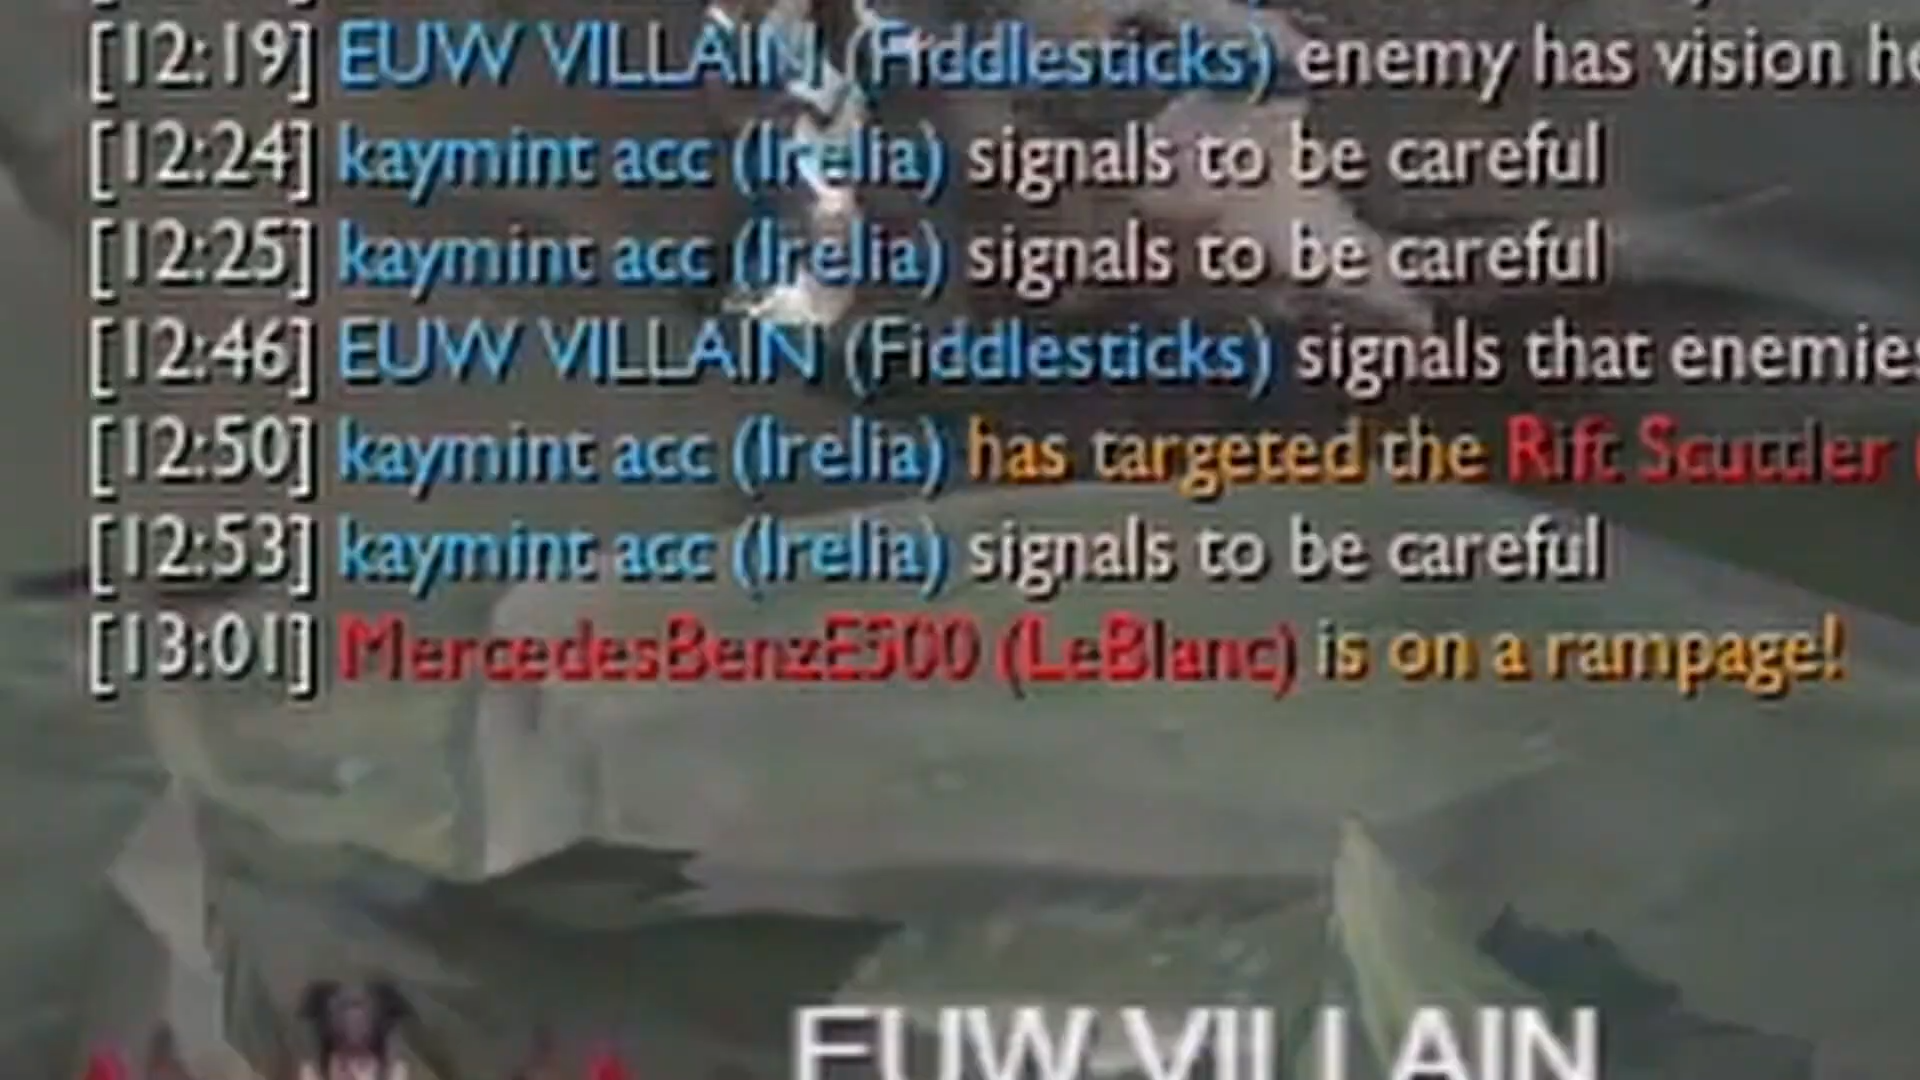 [12:19] EUW VILLAIN (Fiddlesticks) enemy has vision
[12:24] kaymint acc (Irelia) signals to be careful
[12:25] kaymint acc (Irelia) signals to be careful
[12:46] EUW VILLAIN (Fiddlesticks) signals that enemies
[12:50] kaymint acc (Irelia) has targeted the Rift Scuttler
[12:53] kaymint acc (Irelia) signals to be careful
[13:01] MercedesBenzE500 (LeBlanc) is on a rampage!
EUW VILLAIN